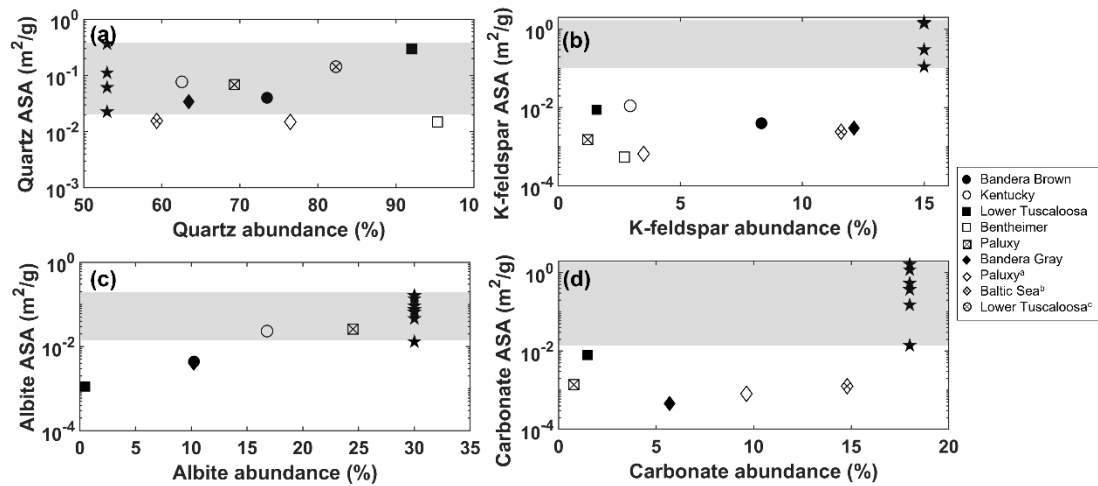 (a)
Quartz ASA (m²/g)
10⁰
10⁻¹
10⁻²
10⁻³
50 60 70 80 90 10
Quartz abundance (%)
(b)
K-feldspar ASA (m²/g)
10⁰
10⁻²
10⁻⁴
0 5 10 15
K-feldspar abundance (%)
(c)
Albite ASA (m²/g)
10⁰
10⁻²
10⁻⁴
0 5 10 15 20 25 30 35
Albite abundance (%)
(d)
Carbonate ASA (m²/g)
10⁰
10⁻²
10⁻⁴
0 5 10 15 20
Carbonate abundance (%)
Bandera Brown
Kentucky
Lower Tuscaloosa
Bentheimer
Paluxy
Bandera Gray
Paluxyᵃ
Baltic Seaᵇ
Lower Tuscaloosaᶜ